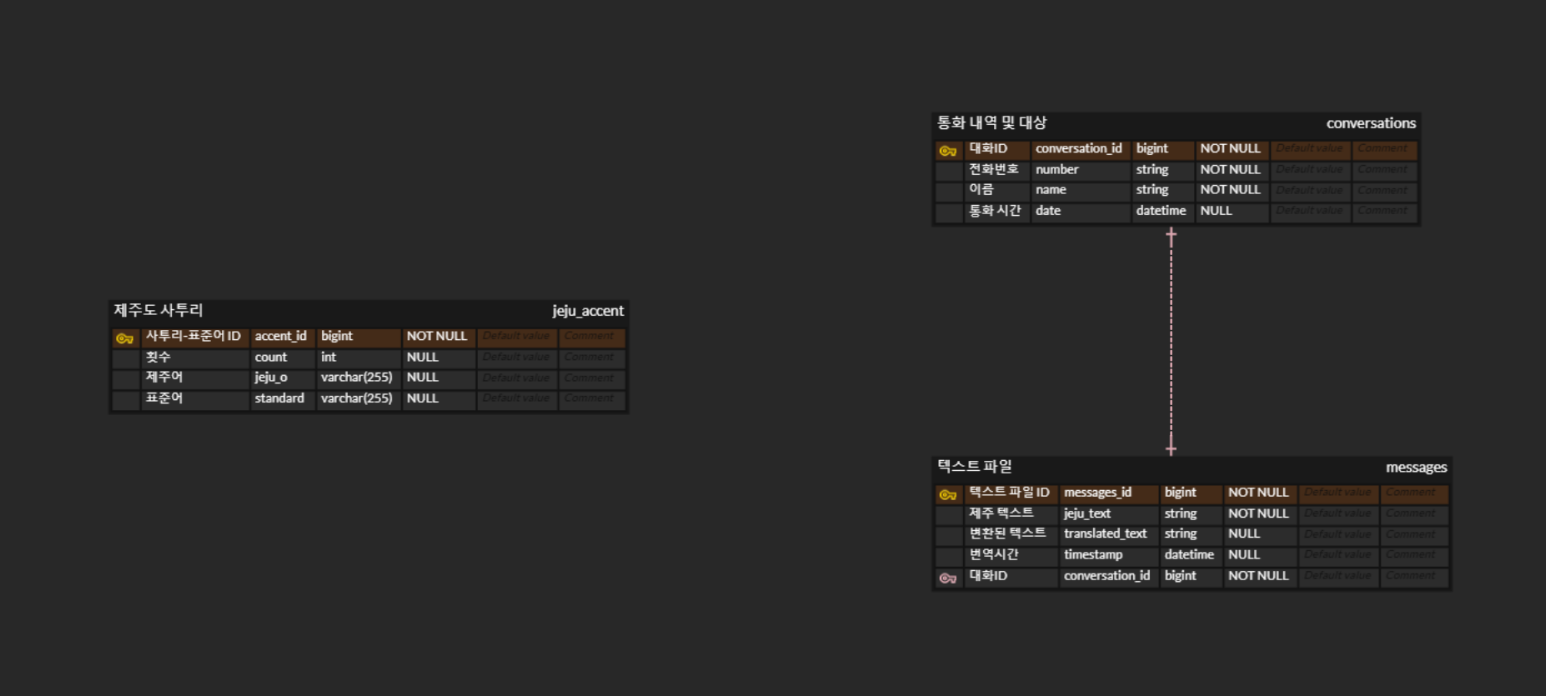 통화 내역 및 대상 conversations
대화ID conversation_id bigint NOT NULL Default value Comment
전화번호 number string NOT NULL Default value Comment
이름 name string NOT NULL Default value Comment
통화 시간 date datetime NULL Default value Comment
제주도 사투리 jeju_accent
사투리-표준어 ID accent_id bigint NOT NULL Default value Comment
횟수 count int NULL Default value Comment
제주어 jeju_o varchar(255) NULL Default value Comment
표준어 standard varchar(255) NULL Default value Comment
텍스트 파일 messages
텍스트 파일 ID messages_id bigint NOT NULL Default value Comment
제주 텍스트 jeju_text string NOT NULL Default value Comment
변환된 텍스트 translated_text string NULL Default value Comment
번역시간 timestamp datetime NULL Default value Comment
대화ID conversation_id bigint NOT NULL Default value Comment